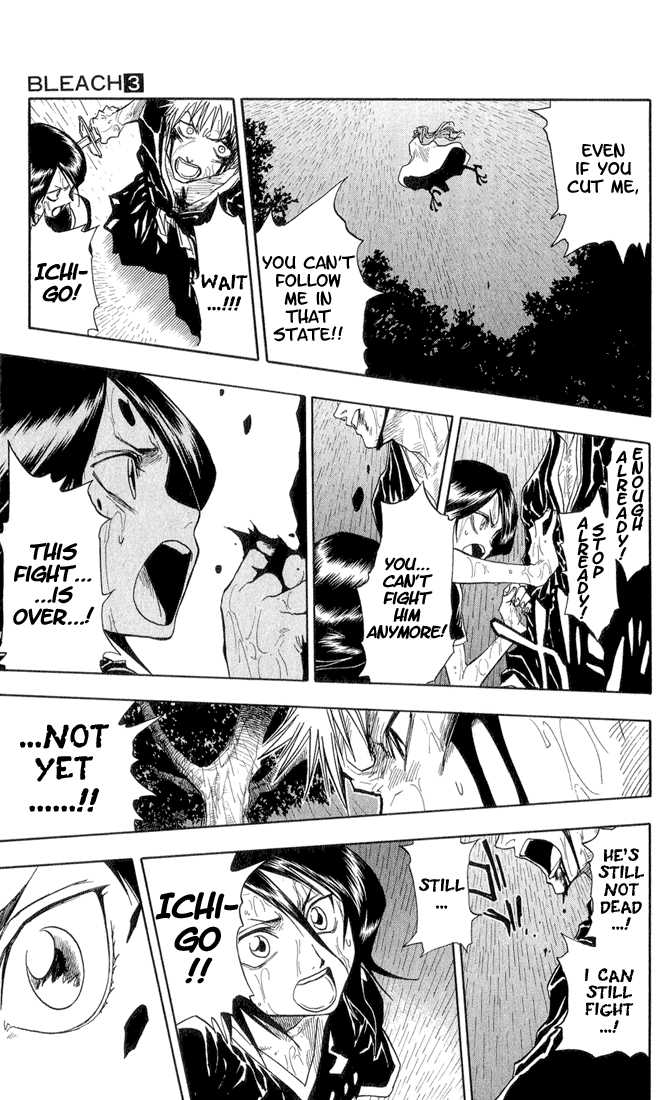 BLEACH 3
EVEN
IF YOU
CUT ME,
YOU CAN'T
FOLLOW
ME IN
THAT
STATE!!
WAIT
...!!!
ICHI-
GO!
ENOUGH
ALREADY!
STOP
ALREADY!
YOU...
CAN'T
FIGHT
HIM
ANYMORE!
THIS
FIGHT...
...IS
OVER...!
...NOT
YET
......!!
HE'S
STILL
NOT
DEAD
...!
I CAN
STILL
FIGHT
...!
STILL
...
ICHI-
GO
!!